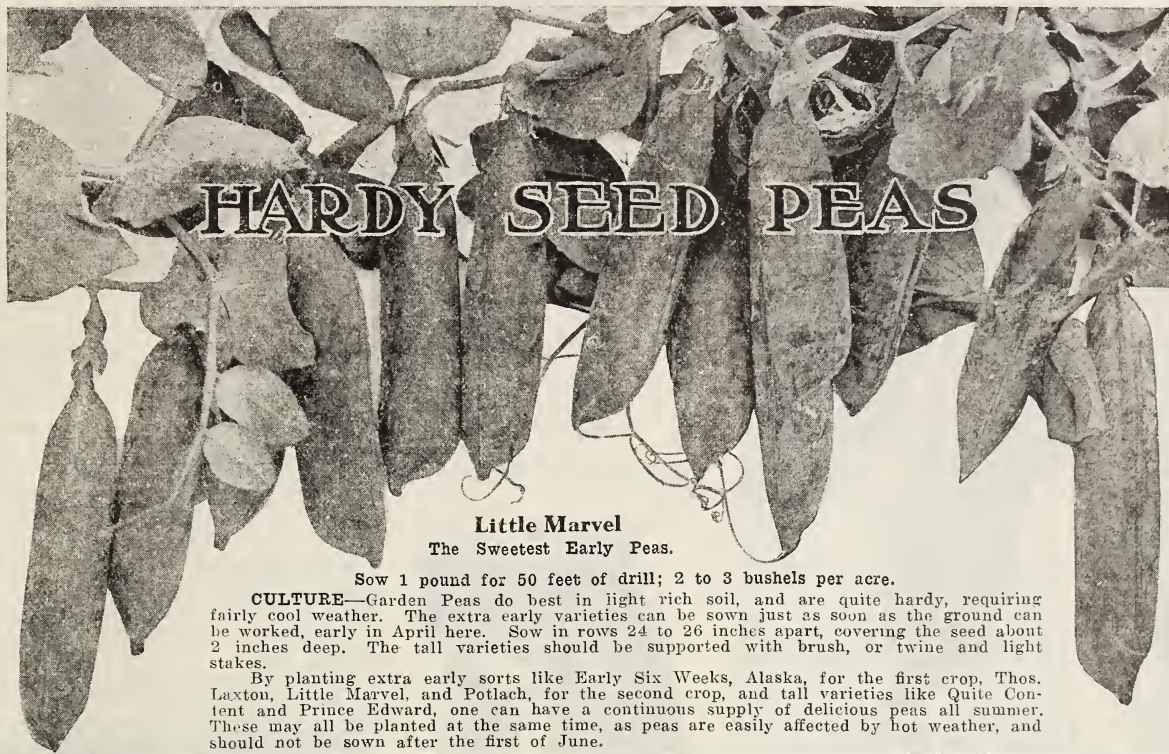 HARDY SEED PEAS
Little Marvel
The Sweetest Early Peas.
Sow 1 pound for 50 feet of drill; 2 to 3 bushels per acre.
CULTURE—Garden Peas do best in light rich soil, and are quite hardy, requiring
fairly cool weather. The extra early varieties can be sown just as soon as the ground can
be worked, early in April here. Sow in rows 24 to 26 inches apart, covering the seed about
2 inches deep. The tall varieties should be supported with brush, or twine and light
stakes.
By planting extra early sorts like Early Six Weeks, Alaska, for the first crop, Thos.
Laxton, Little Marvel, and Potlach, for the second crop, and tall varieties like Quite Con-
tent and Prince Edward, one can have a continuous supply of delicious peas all summer.
These may all be planted at the same time, as peas are easily affected by hot weather, and
should not be sown after the first of June.